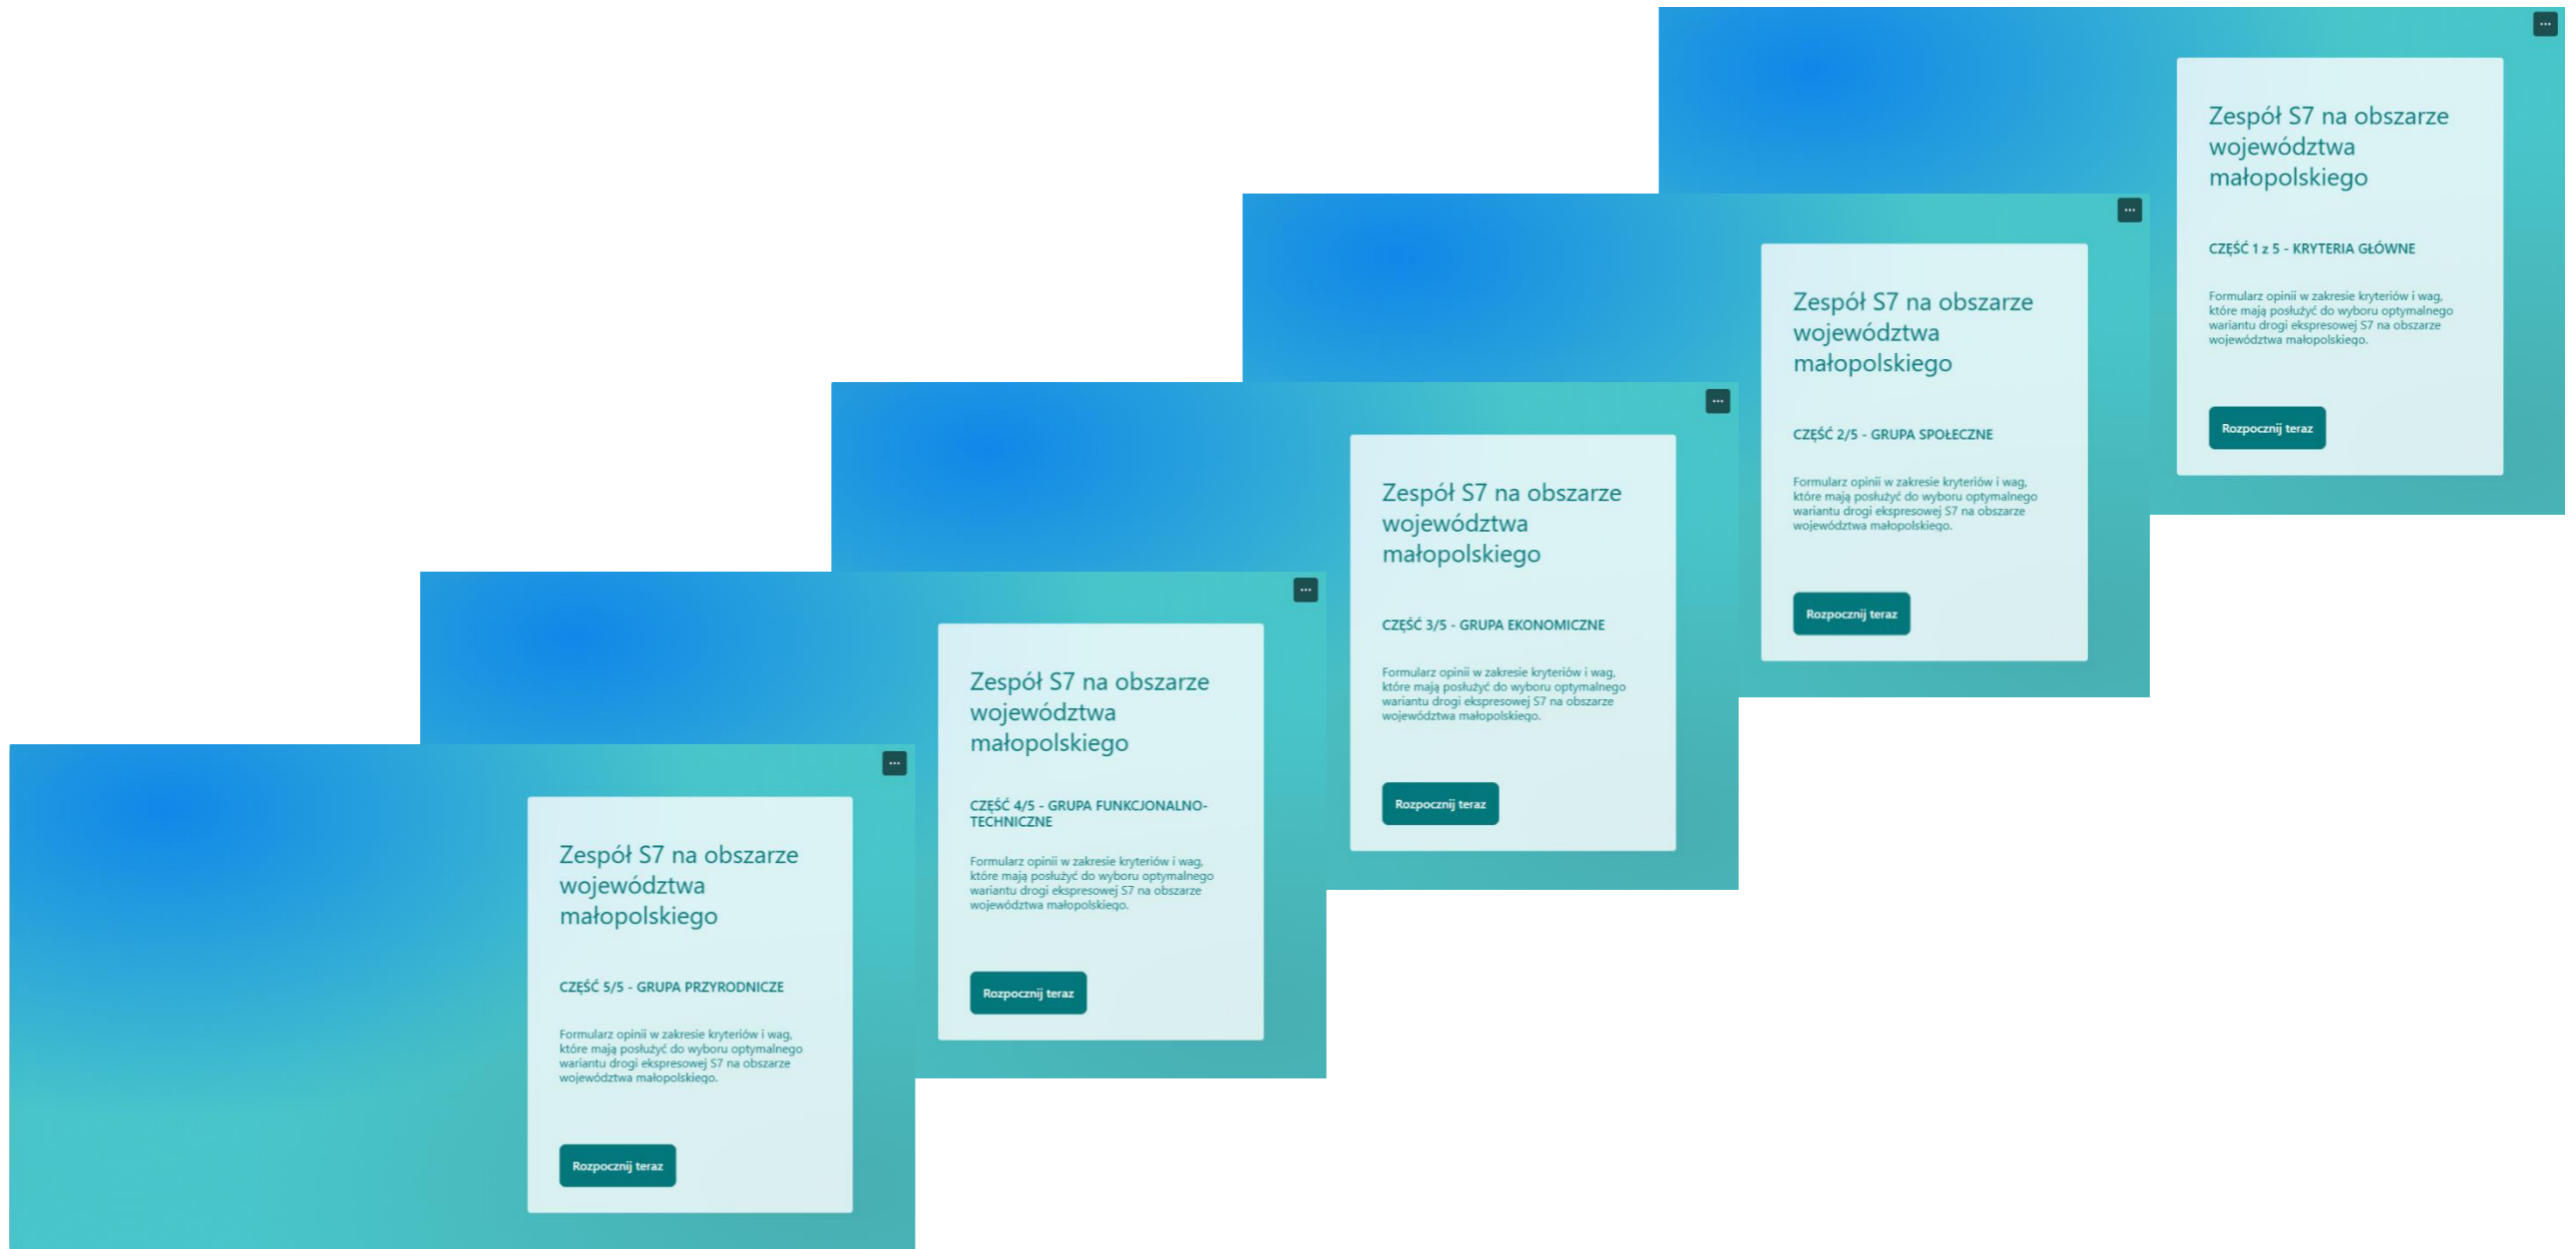 ...
Zespół S7 na obszarze
województwa
małopolskiego
CZĘŚĆ 1 z 5 - KRYTERIA GŁÓWNE
Formularz opinii w zakresie kryteriów i wag,
które mają posłużyć do wyboru optymalnego
wariantu drogi ekspresowej S7 na obszarze
województwa małopolskiego.
Rozpocznij teraz
...
Zespół S7 na obszarze
województwa
małopolskiego
CZĘŚĆ 2/5 - GRUPA SPOŁECZNE
Formularz opinii w zakresie kryteriów i wag,
które mają posłużyć do wyboru optymalnego
wariantu drogi ekspresowej S7 na obszarze
województwa małopolskiego.
Rozpocznij teraz
...
Zespół S7 na obszarze
województwa
małopolskiego
CZĘŚĆ 3/5 - GRUPA EKONOMICZNE
Formularz opinii w zakresie kryteriów i wag,
które mają posłużyć do wyboru optymalnego
wariantu drogi ekspresowej S7 na obszarze
województwa małopolskiego.
Rozpocznij teraz
...
Zespół S7 na obszarze
województwa
małopolskiego
CZĘŚĆ 4/5 - GRUPA FUNKCJONALNO-
TECHNICZNE
Formularz opinii w zakresie kryteriów i wag,
które mają posłużyć do wyboru optymalnego
wariantu drogi ekspresowej S7 na obszarze
województwa małopolskiego.
Rozpocznij teraz
...
Zespół S7 na obszarze
województwa
małopolskiego
CZĘŚĆ 5/5 - GRUPA PRZYRODNICZE
Formularz opinii w zakresie kryteriów i wag,
które mają posłużyć do wyboru optymalnego
wariantu drogi ekspresowej S7 na obszarze
województwa małopolskiego.
Rozpocznij teraz